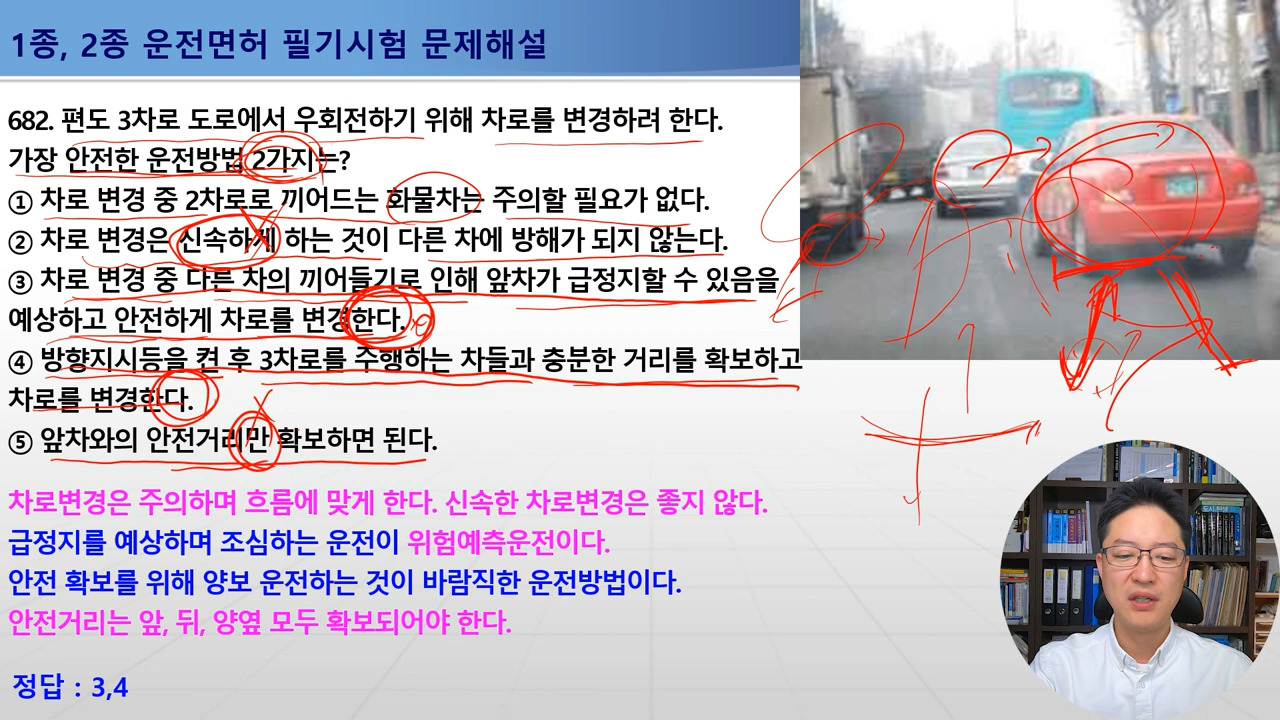 1종, 2종 운전면허 필기시험 문제해설
682. 편도 3차로 도로에서 우회전하기 위해 차로를 변경하려 한다.
가장 안전한 운전방법 2가지는?
① 차로 변경 중 2차로로 끼어드는 화물차는 주의할 필요가 없다.
② 차로 변경은 신속하게 하는 것이 다른 차에 방해가 되지 않는다.
③ 차로 변경 중 다른 차의 끼어들기로 인해 앞차가 급정지할 수 있음을
예상하고 안전하게 차로를 변경한다.
④ 방향지시등을 켠 후 3차로를 주행하는 차들과 충분한 거리를 확보하고
차로를 변경한다.
⑤ 앞차와의 안전거리만 확보하면 된다.
차로변경은 주의하며 흐름에 맞게 한다. 신속한 차로변경은 좋지 않다.
급정지를 예상하며 조심하는 운전이 위험예측운전이다.
안전 확보를 위해 양보 운전하는 것이 바람직한 운전방법이다.
안전거리는 앞, 뒤, 양옆 모두 확보되어야 한다.
정답 : 3,4